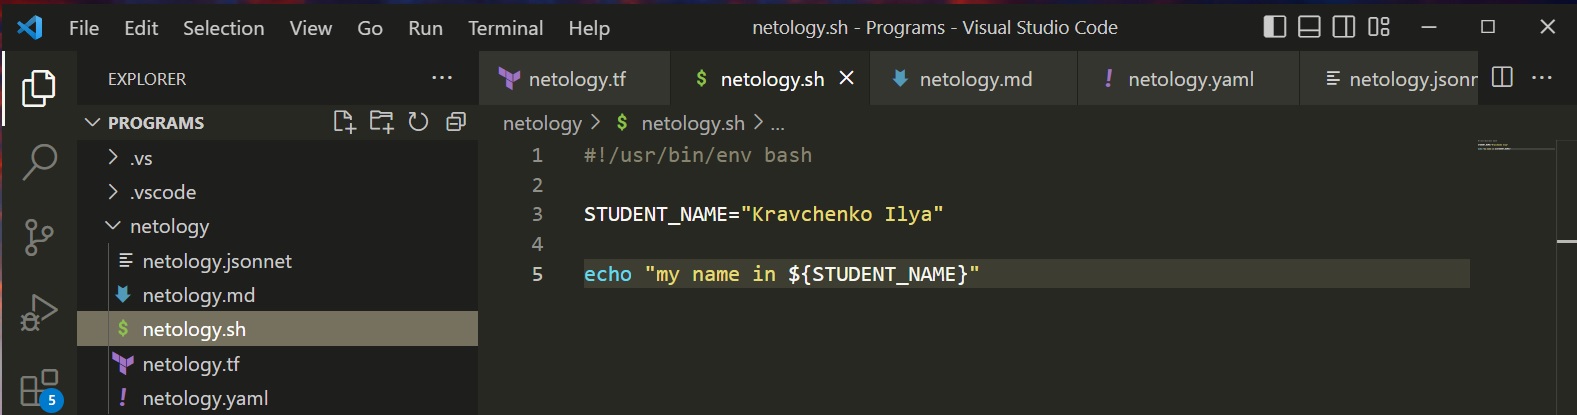 File Edit Selection View Go Run Terminal Help netology.sh - Programs - Visual Studio Code
EXPLORER ...
netology.tf $ netology.sh netology.md ! netology.yaml netology.jsonn ...
PROGRAMS
netology > $ netology.sh > ...
.vs
.vscode
netology
netology.jsonnet
netology.md
$ netology.sh
netology.tf
! netology.yaml
5
1 #!/usr/bin/env bash
2
3 STUDENT_NAME="Kravchenko Ilya"
4
5 echo "my name in ${STUDENT_NAME}"